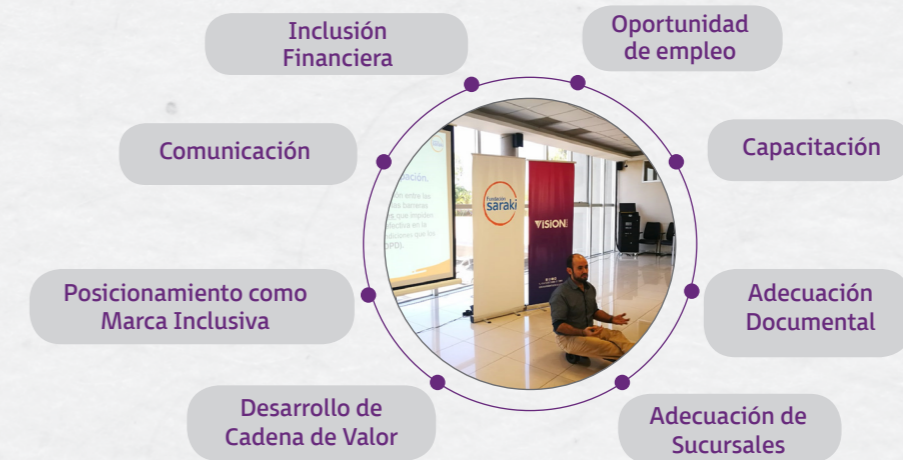 Inclusión
Financiera
Oportunidad
de empleo
Comunicación
Capacitación
Posicionamiento como
Marca Inclusiva
Adecuación
Documental
Desarrollo de
Cadena de Valor
Adecuación de
Sucursales
Fundación
saraki
VISION